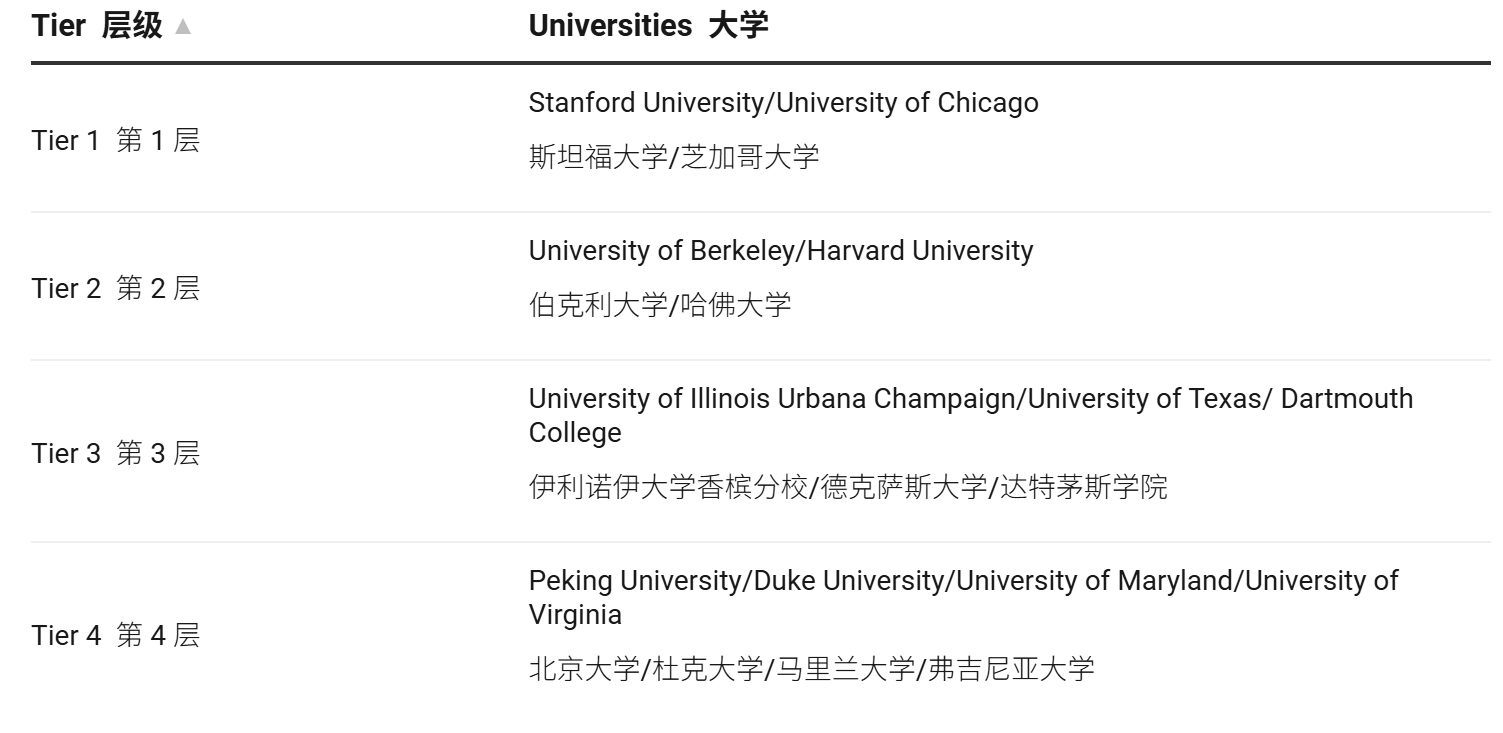 Tier 层级 ▲
Universities 大学
Tier 1 第 1 层
Stanford University/University of Chicago
斯坦福大学/芝加哥大学
Tier 2 第 2 层
University of Berkeley/Harvard University
伯克利大学/哈佛大学
Tier 3 第 3 层
University of Illinois Urbana Champaign/University of Texas/ Dartmouth
College
伊利诺伊大学香槟分校/德克萨斯大学/达特茅斯学院
Tier 4 第 4 层
Peking University/Duke University/University of Maryland/University of
Virginia
北京大学/杜克大学/马里兰大学/弗吉尼亚大学